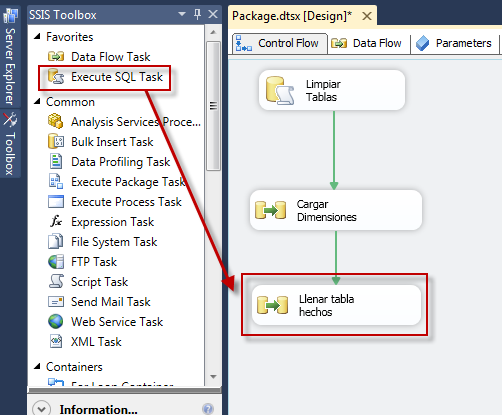 Server Explorer
Toolbox
SSIS Toolbox
Favorites
Data Flow Task
Execute SQL Task
Common
Analysis Services Proce...
Bulk Insert Task
Data Profiling Task
Execute Package Task
Execute Process Task
Expression Task
File System Task
FTP Task
Script Task
Send Mail Task
Web Service Task
XML Task
Containers
For Loop Container
Information...
Package.dtsx [Design]*
Control Flow
Data Flow
Parameters
Limpiar
Tablas
Cargar
Dimensiones
Llenar tabla
hechos